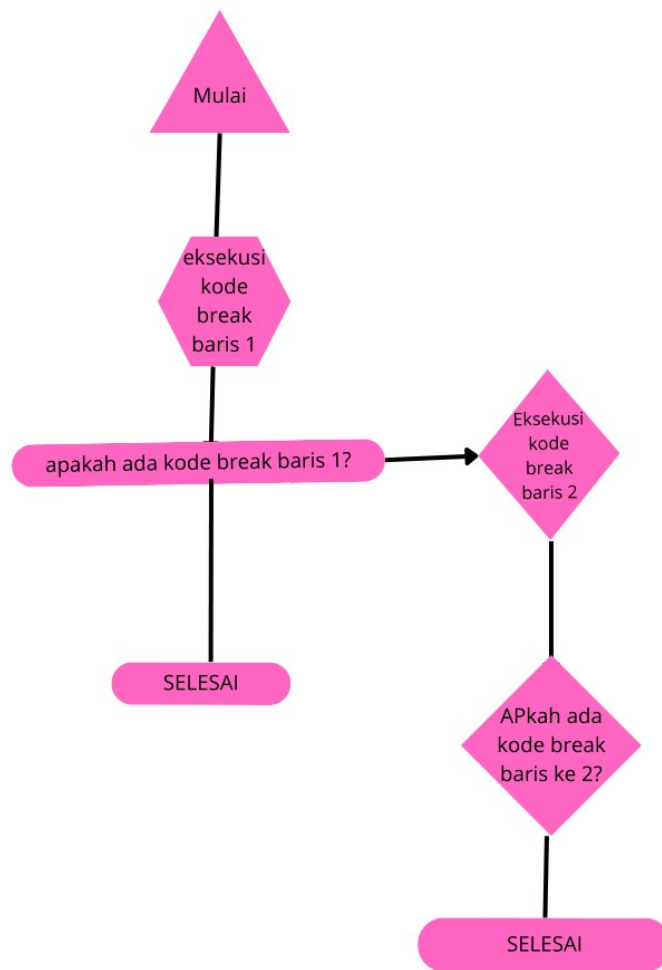 Mulai
eksekusi
kode
break
baris 1
apakah ada kode break baris 1?
Eksekusi
kode
break
baris 2
SELESAI
APkah ada
kode break
baris ke 2?
SELESAI